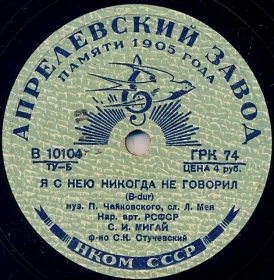 АПРЕЛЕВСКИЙ ЗАВОД
ПАМЯТИ 1905 ГОДА
В 10104
ТУ-Б
ГРК 74
ЦЕНА 4 руб.
Я С НЕЮ НИКОГДА НЕ ГОВОРИЛ
(B-dur)
муз. П. Чайковского, сл. Л. Мея
Нар. арт. РСФСР
С. И. МИГАЙ
ф-но С.К. Стучевский
НКОМ СССР